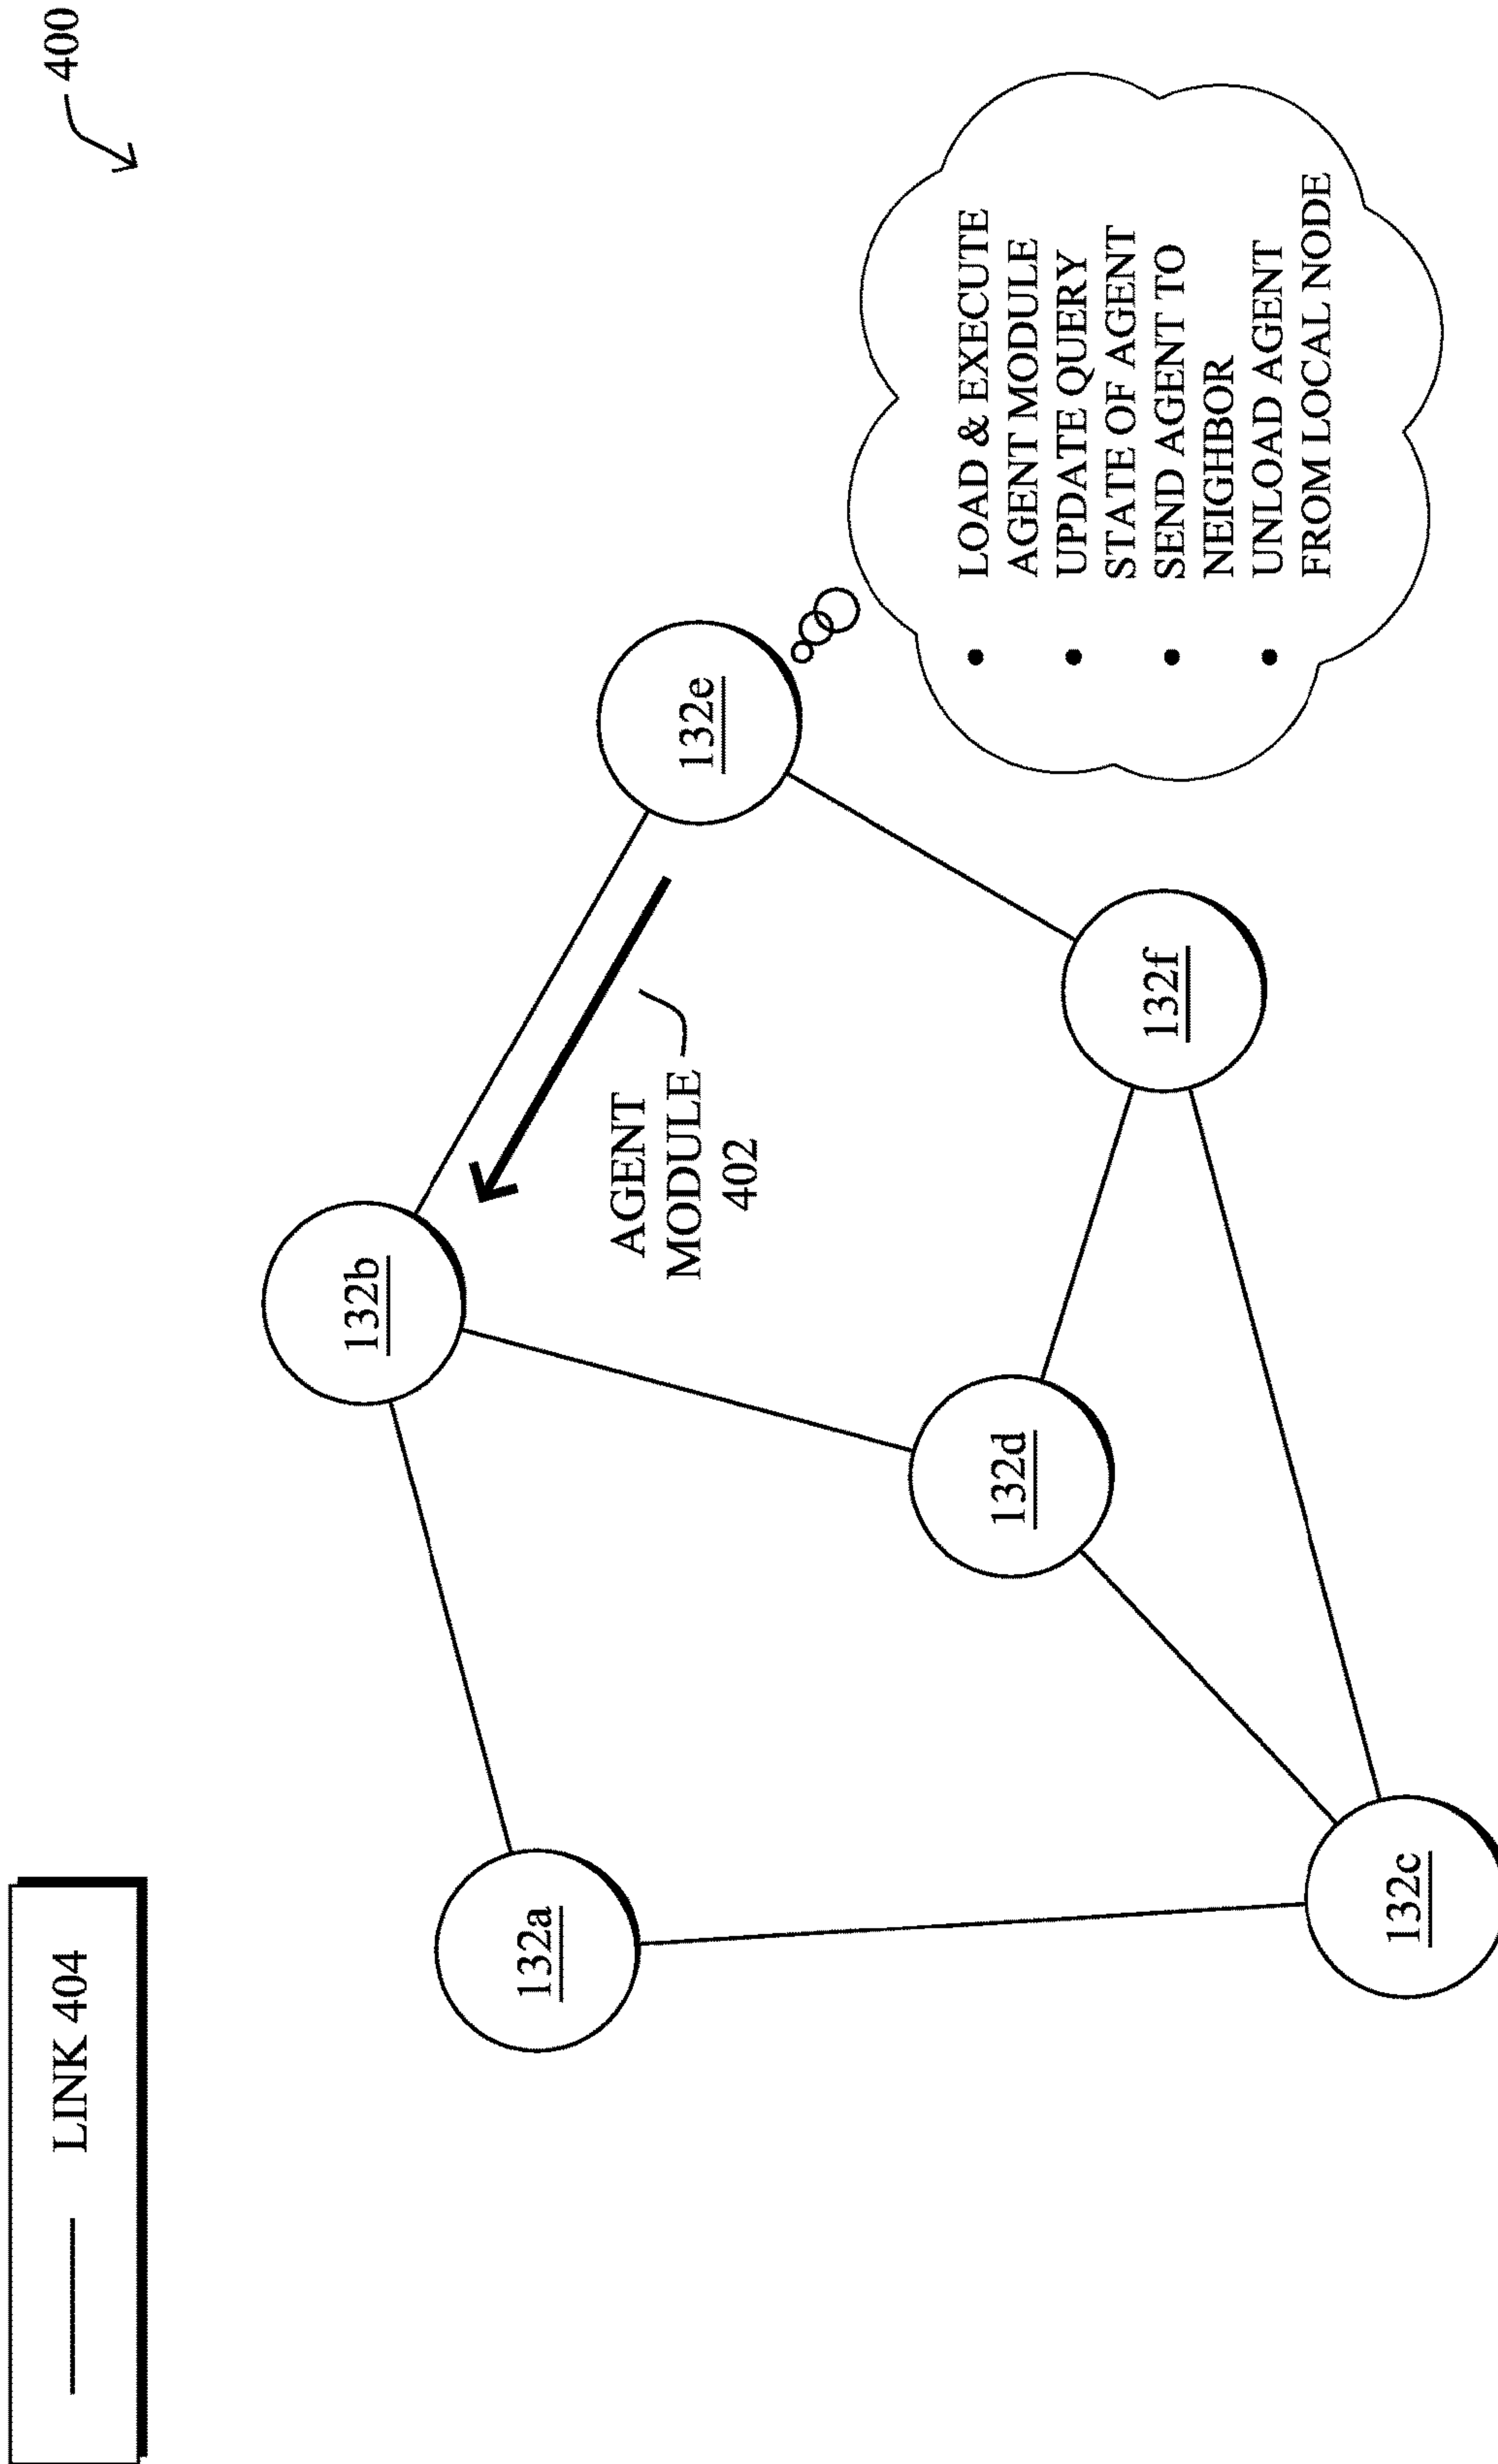 400
LINK 404
132a
132b
132c
132d
132e
132f
AGENT
MODULE
402
• LOAD & EXECUTE
AGENT MODULE
• UPDATE QUERY
STATE OF AGENT
• SEND AGENT TO
NEIGHBOR
• UNLOAD AGENT
FROM LOCAL NODE